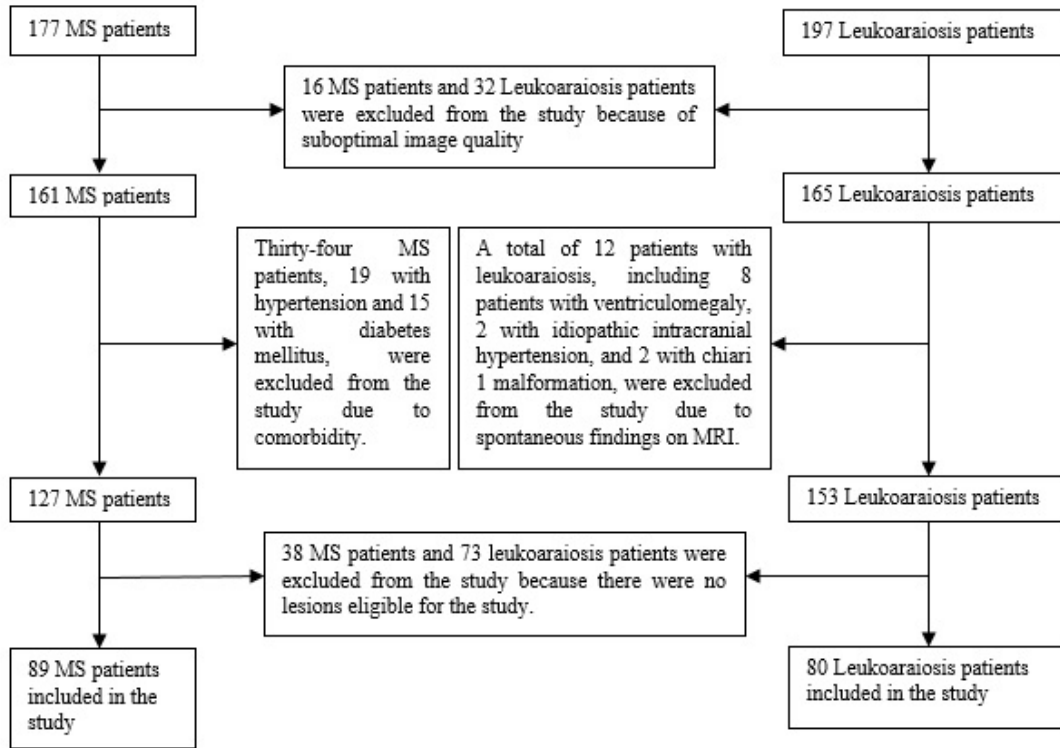 177 MS patients
197 Leukoaraiosis patients
16 MS patients and 32 Leukoaraiosis patients
were excluded from the study because of
suboptimal image quality
161 MS patients
165 Leukoaraiosis patients
Thirty-four MS
patients, 19 with
hypertension and 15
with diabetes
mellitus, were
excluded from the
study due to
comorbidity.
A total of 12 patients with
leukoaraiosis, including 8
patients with ventriculomegaly,
2 with idiopathic intracranial
hypertension, and 2 with chiari
1 malformation, were excluded
from the study due to
spontaneous findings on MRI.
127 MS patients
153 Leukoaraiosis patients
38 MS patients and 73 leukoaraiosis patients were
excluded from the study because there were no
lesions eligible for the study.
89 MS patients
included in the
study
80 Leukoaraiosis patients
included in the study